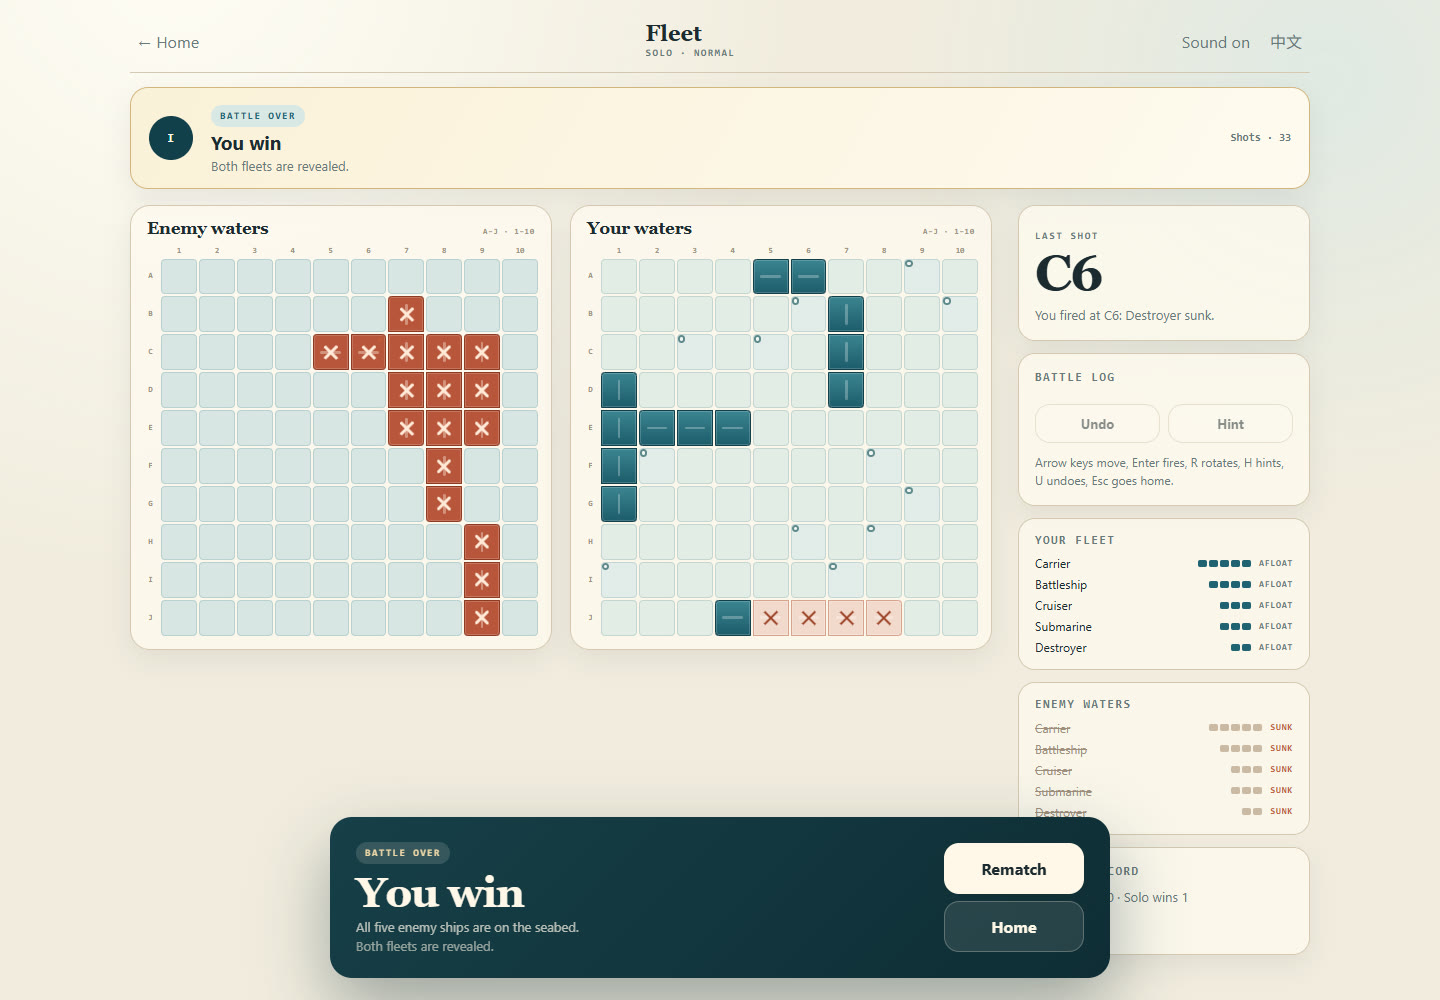 ← Home
Fleet
SOLO · NORMAL
Sound on
中文
I
BATTLE OVER
You win
Both fleets are revealed.
Shots · 33
Enemy waters
A–J · 1–10
1 2 3 4 5 6 7 8 9 10
A
B
C
D
E
F
G
H
I
J
Your waters
A–J · 1–10
1 2 3 4 5 6 7 8 9 10
A
B
C
D
E
F
G
H
I
J
LAST SHOT
C6
You fired at C6: Destroyer sunk.
BATTLE LOG
Undo
Hint
Arrow keys move, Enter fires, R rotates, H hints,
U undoes, Esc goes home.
YOUR FLEET
Carrier AFLOAT
Battleship AFLOAT
Cruiser AFLOAT
Submarine AFLOAT
Destroyer AFLOAT
ENEMY WATERS
Carrier SUNK
Battleship SUNK
Cruiser SUNK
Submarine SUNK
Destroyer SUNK
· Solo wins 1
BATTLE OVER
You win
All five enemy ships are on the seabed.
Both fleets are revealed.
Rematch
Home